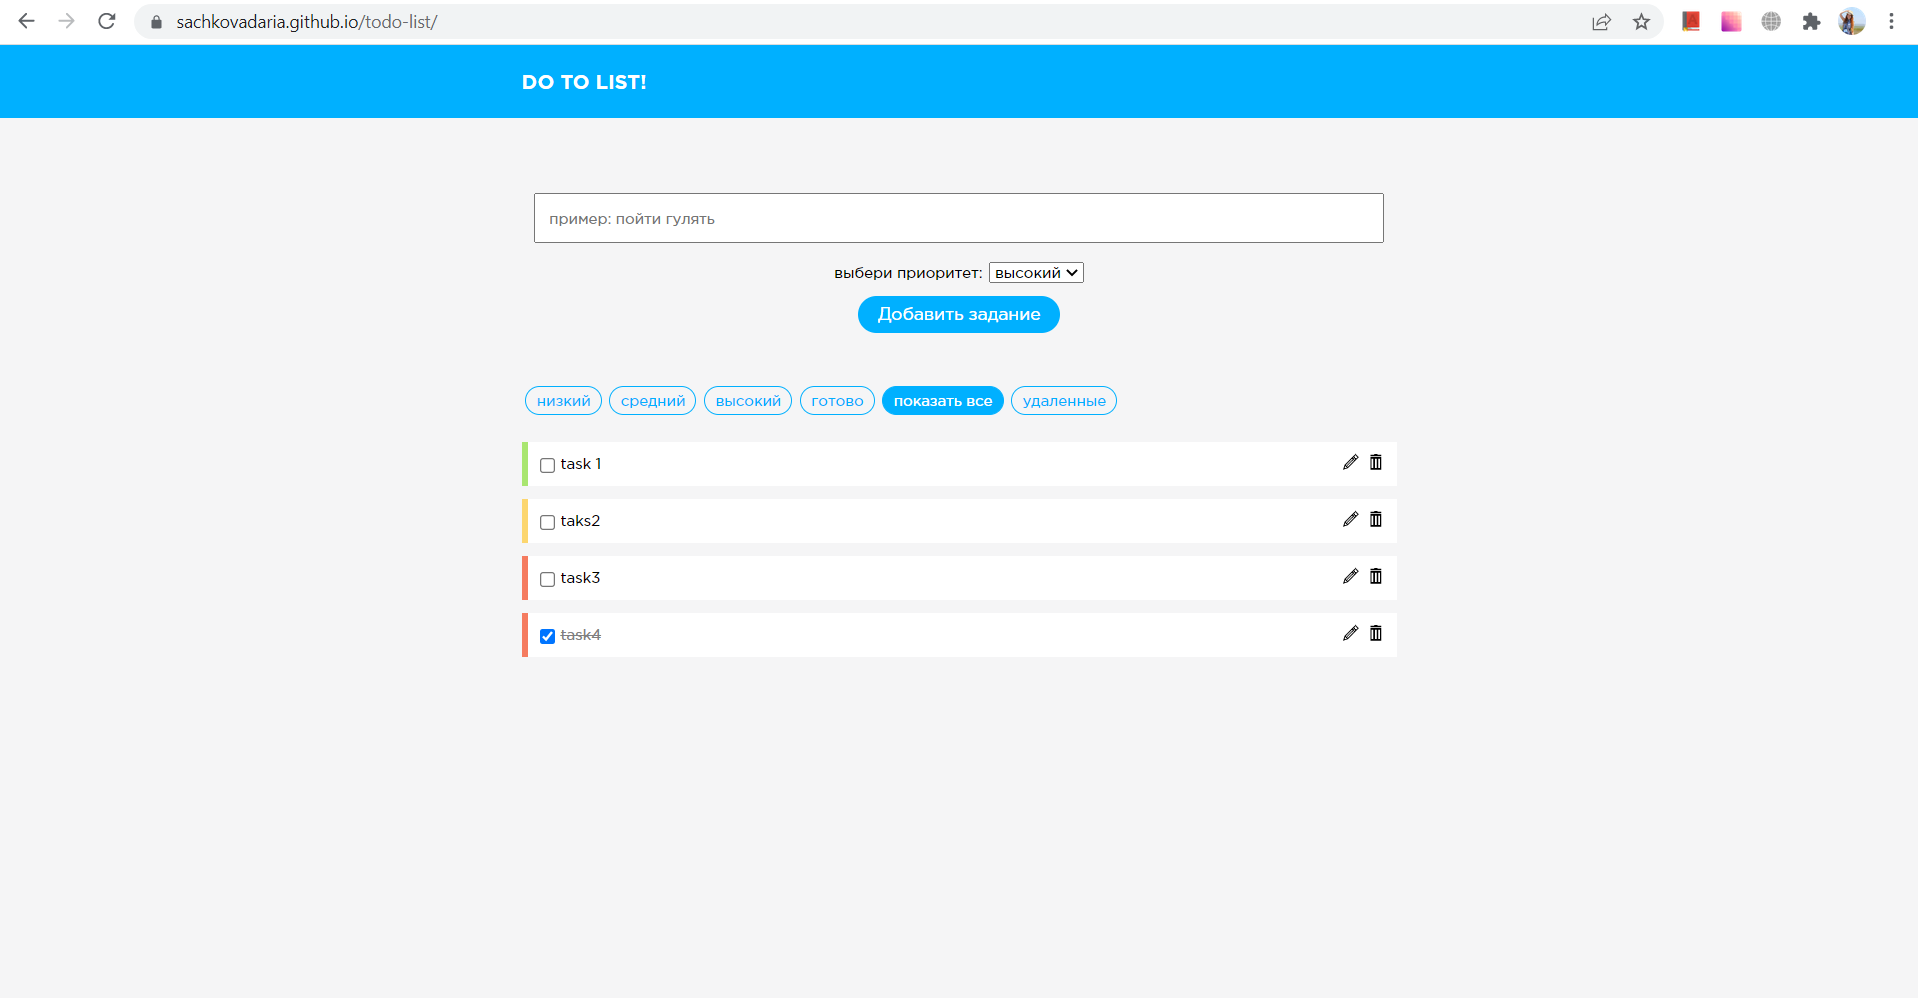 sachkovadaria.github.io/todo-list/
DO TO LIST!
пример: пойти гулять
выбери приоритет: высокий
Добавить задание
низкий средний высокий готово показать все удаленные
task 1
taks2
task3
task4